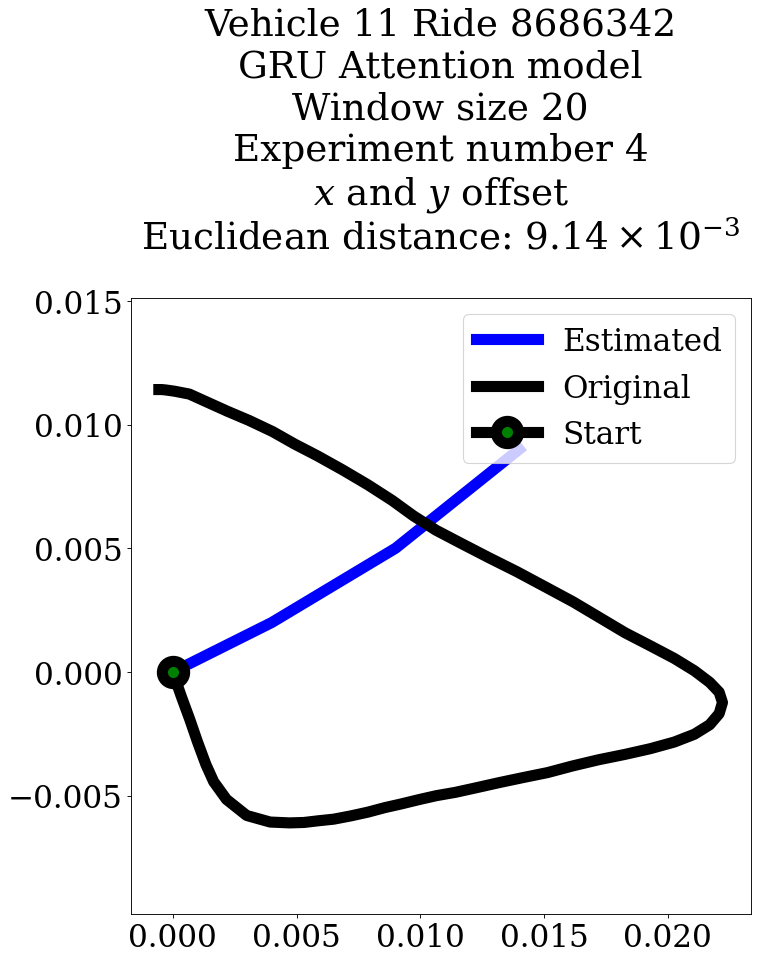 Vehicle 11 Ride 8686342
GRU Attention model
Window size 20
Experiment number 4
x and y offset
Euclidean distance: 9.14 × 10⁻³
0.015
0.010
0.005
0.000
−0.005
Estimated
Original
Start
0.000 0.005 0.010 0.015 0.020